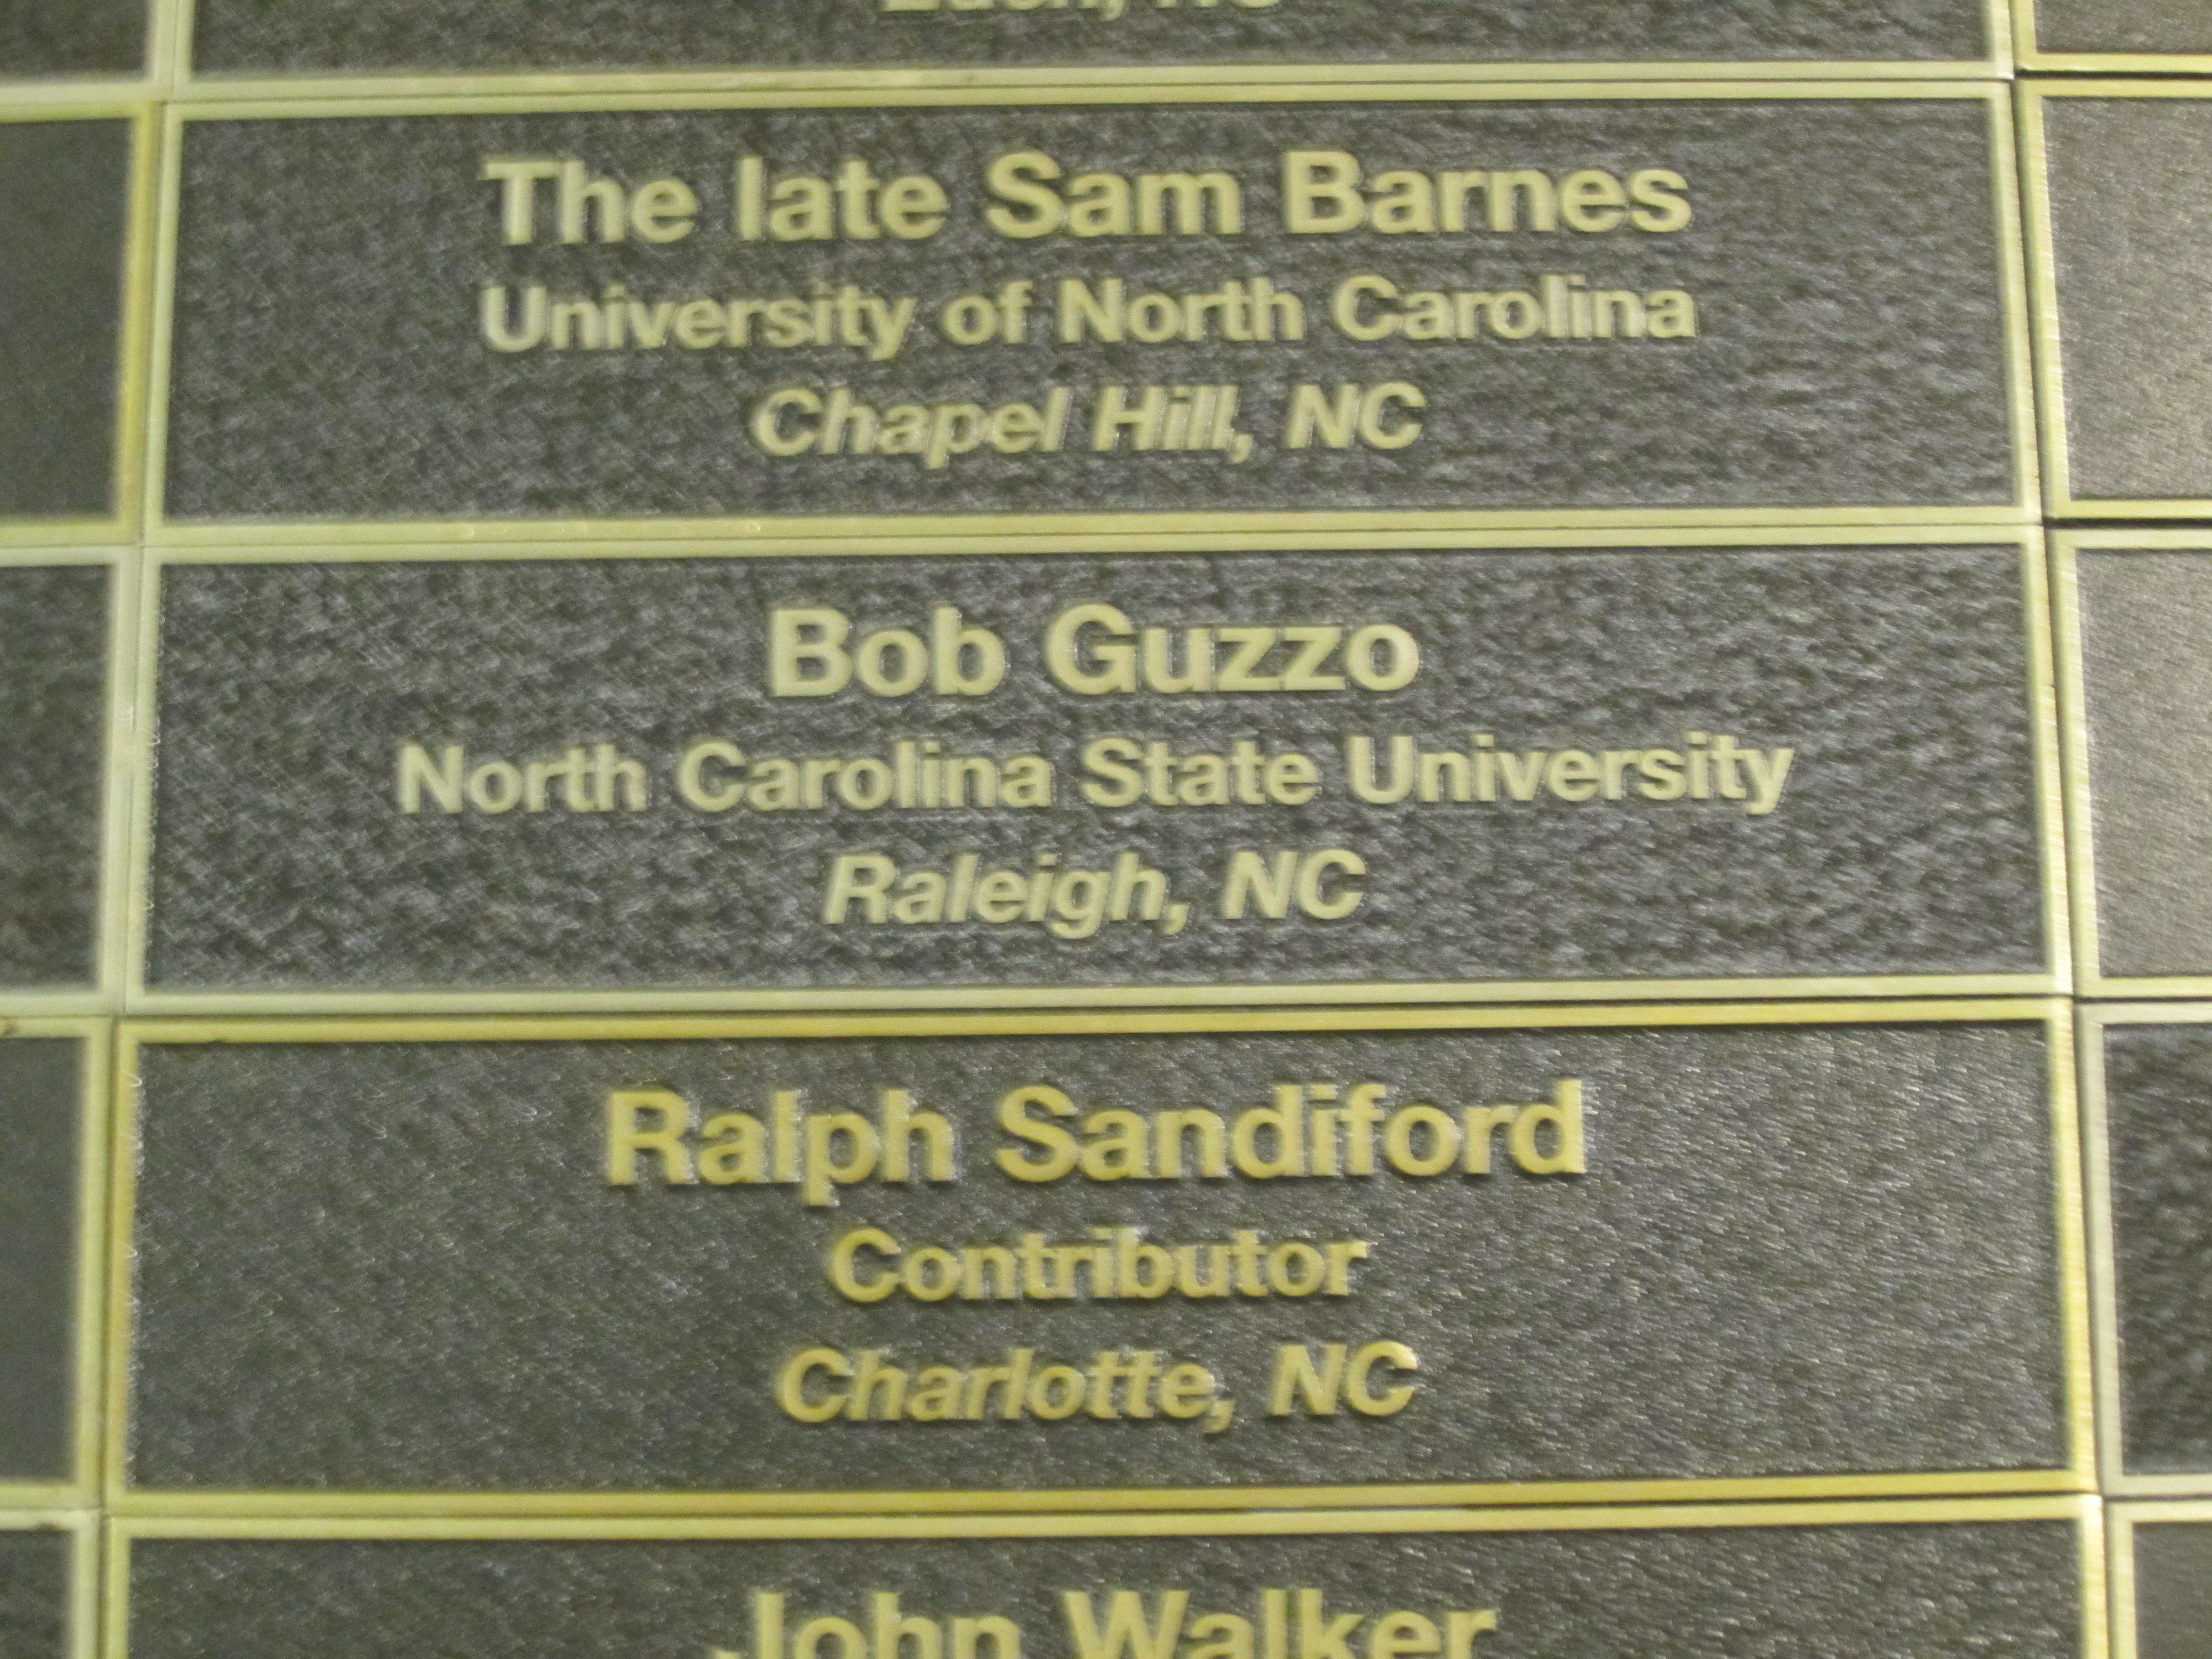 The late Sam Barnes
University of North Carolina
Chapel Hill, NC
Bob Guzzo
North Carolina State University
Raleigh, NC
Ralph Sandiford
Contributor
Charlotte, NC
John Walker